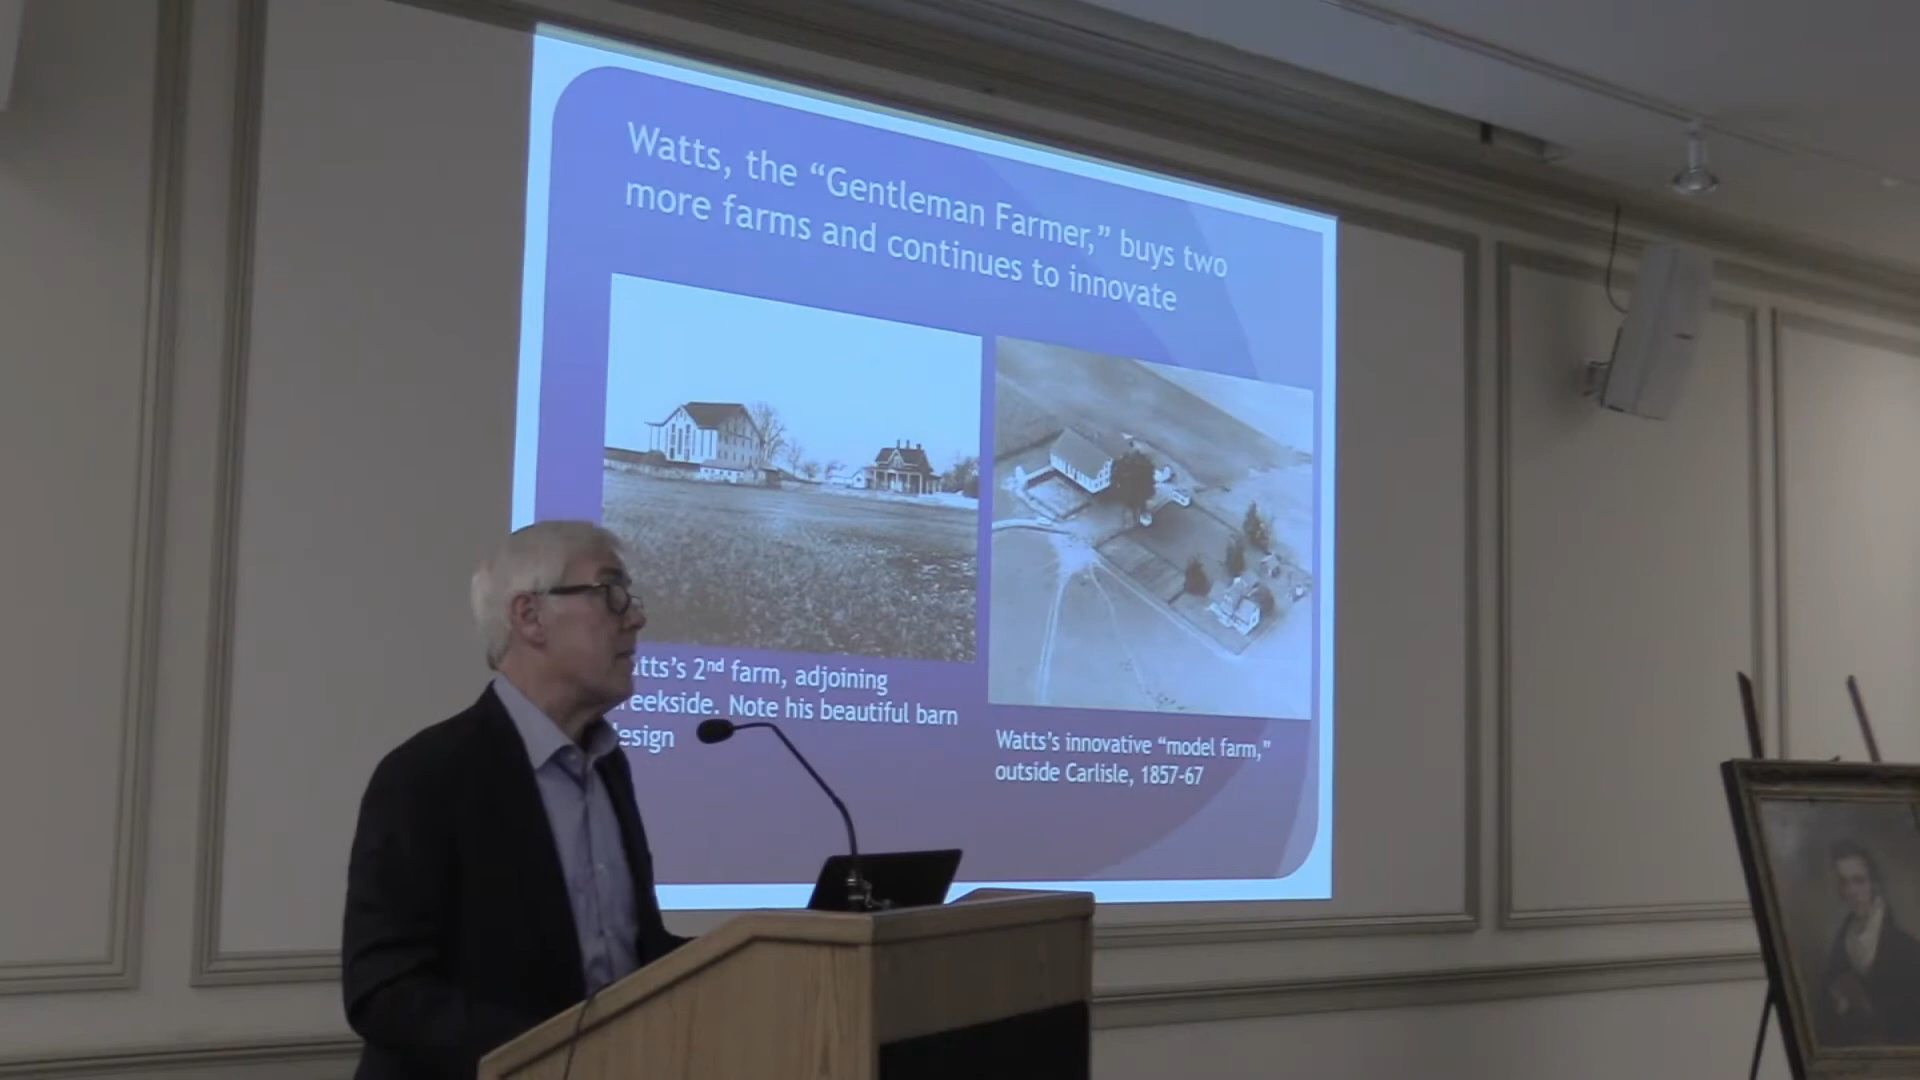 Watts, the “Gentleman Farmer,” buys two
more farms and continues to innovate
atts’s 2nd farm, adjoining
reekside. Note his beautiful barn
esign
Watts’s innovative “model farm,”
outside Carlisle, 1857-67